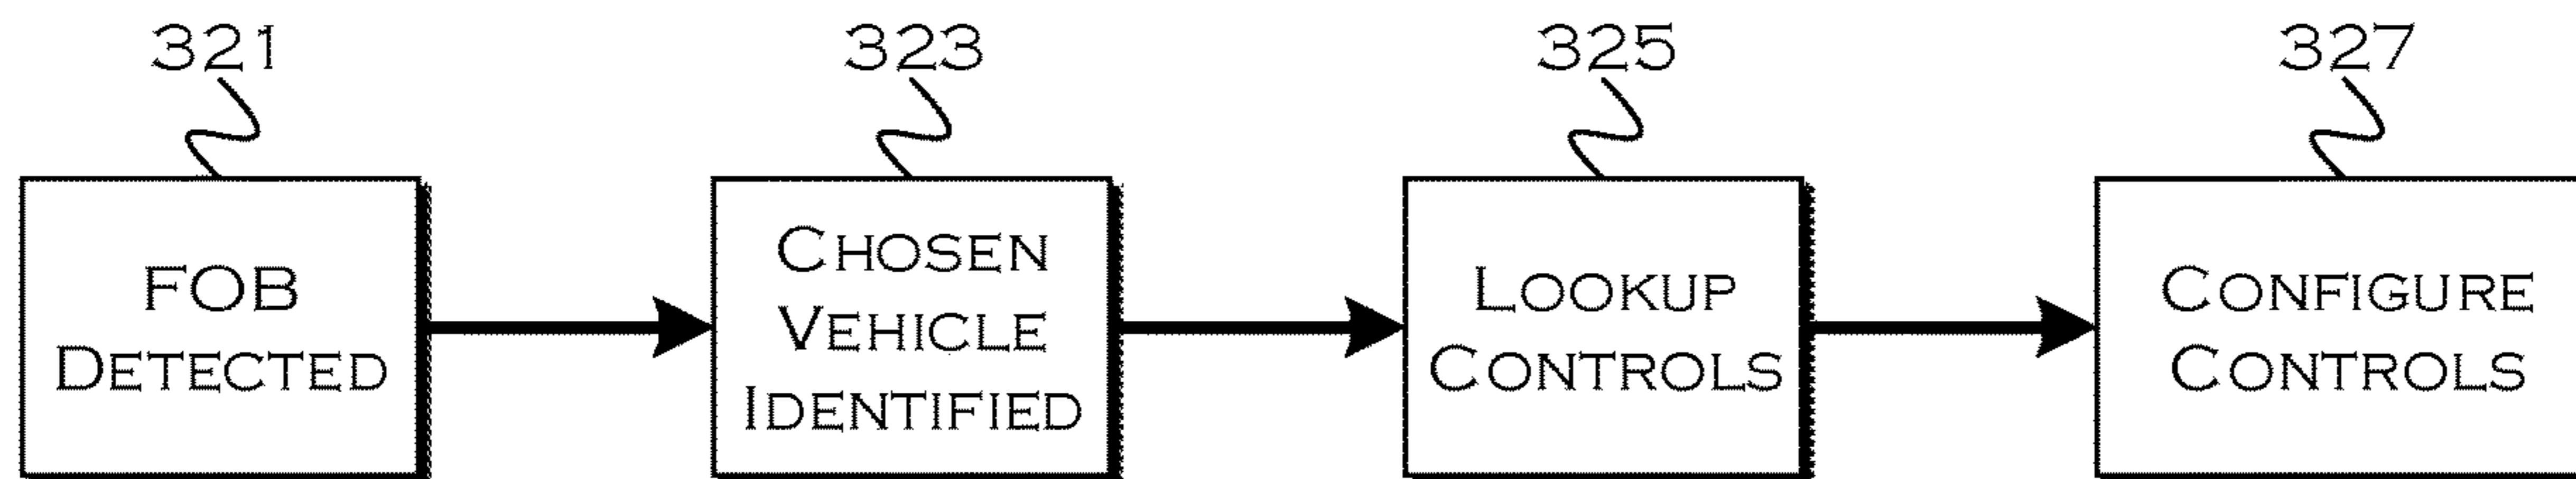 321
323
325
327
FOB
DETECTED
CHOSEN
VEHICLE
IDENTIFIED
LOOKUP
CONTROLS
CONFIGURE
CONTROLS